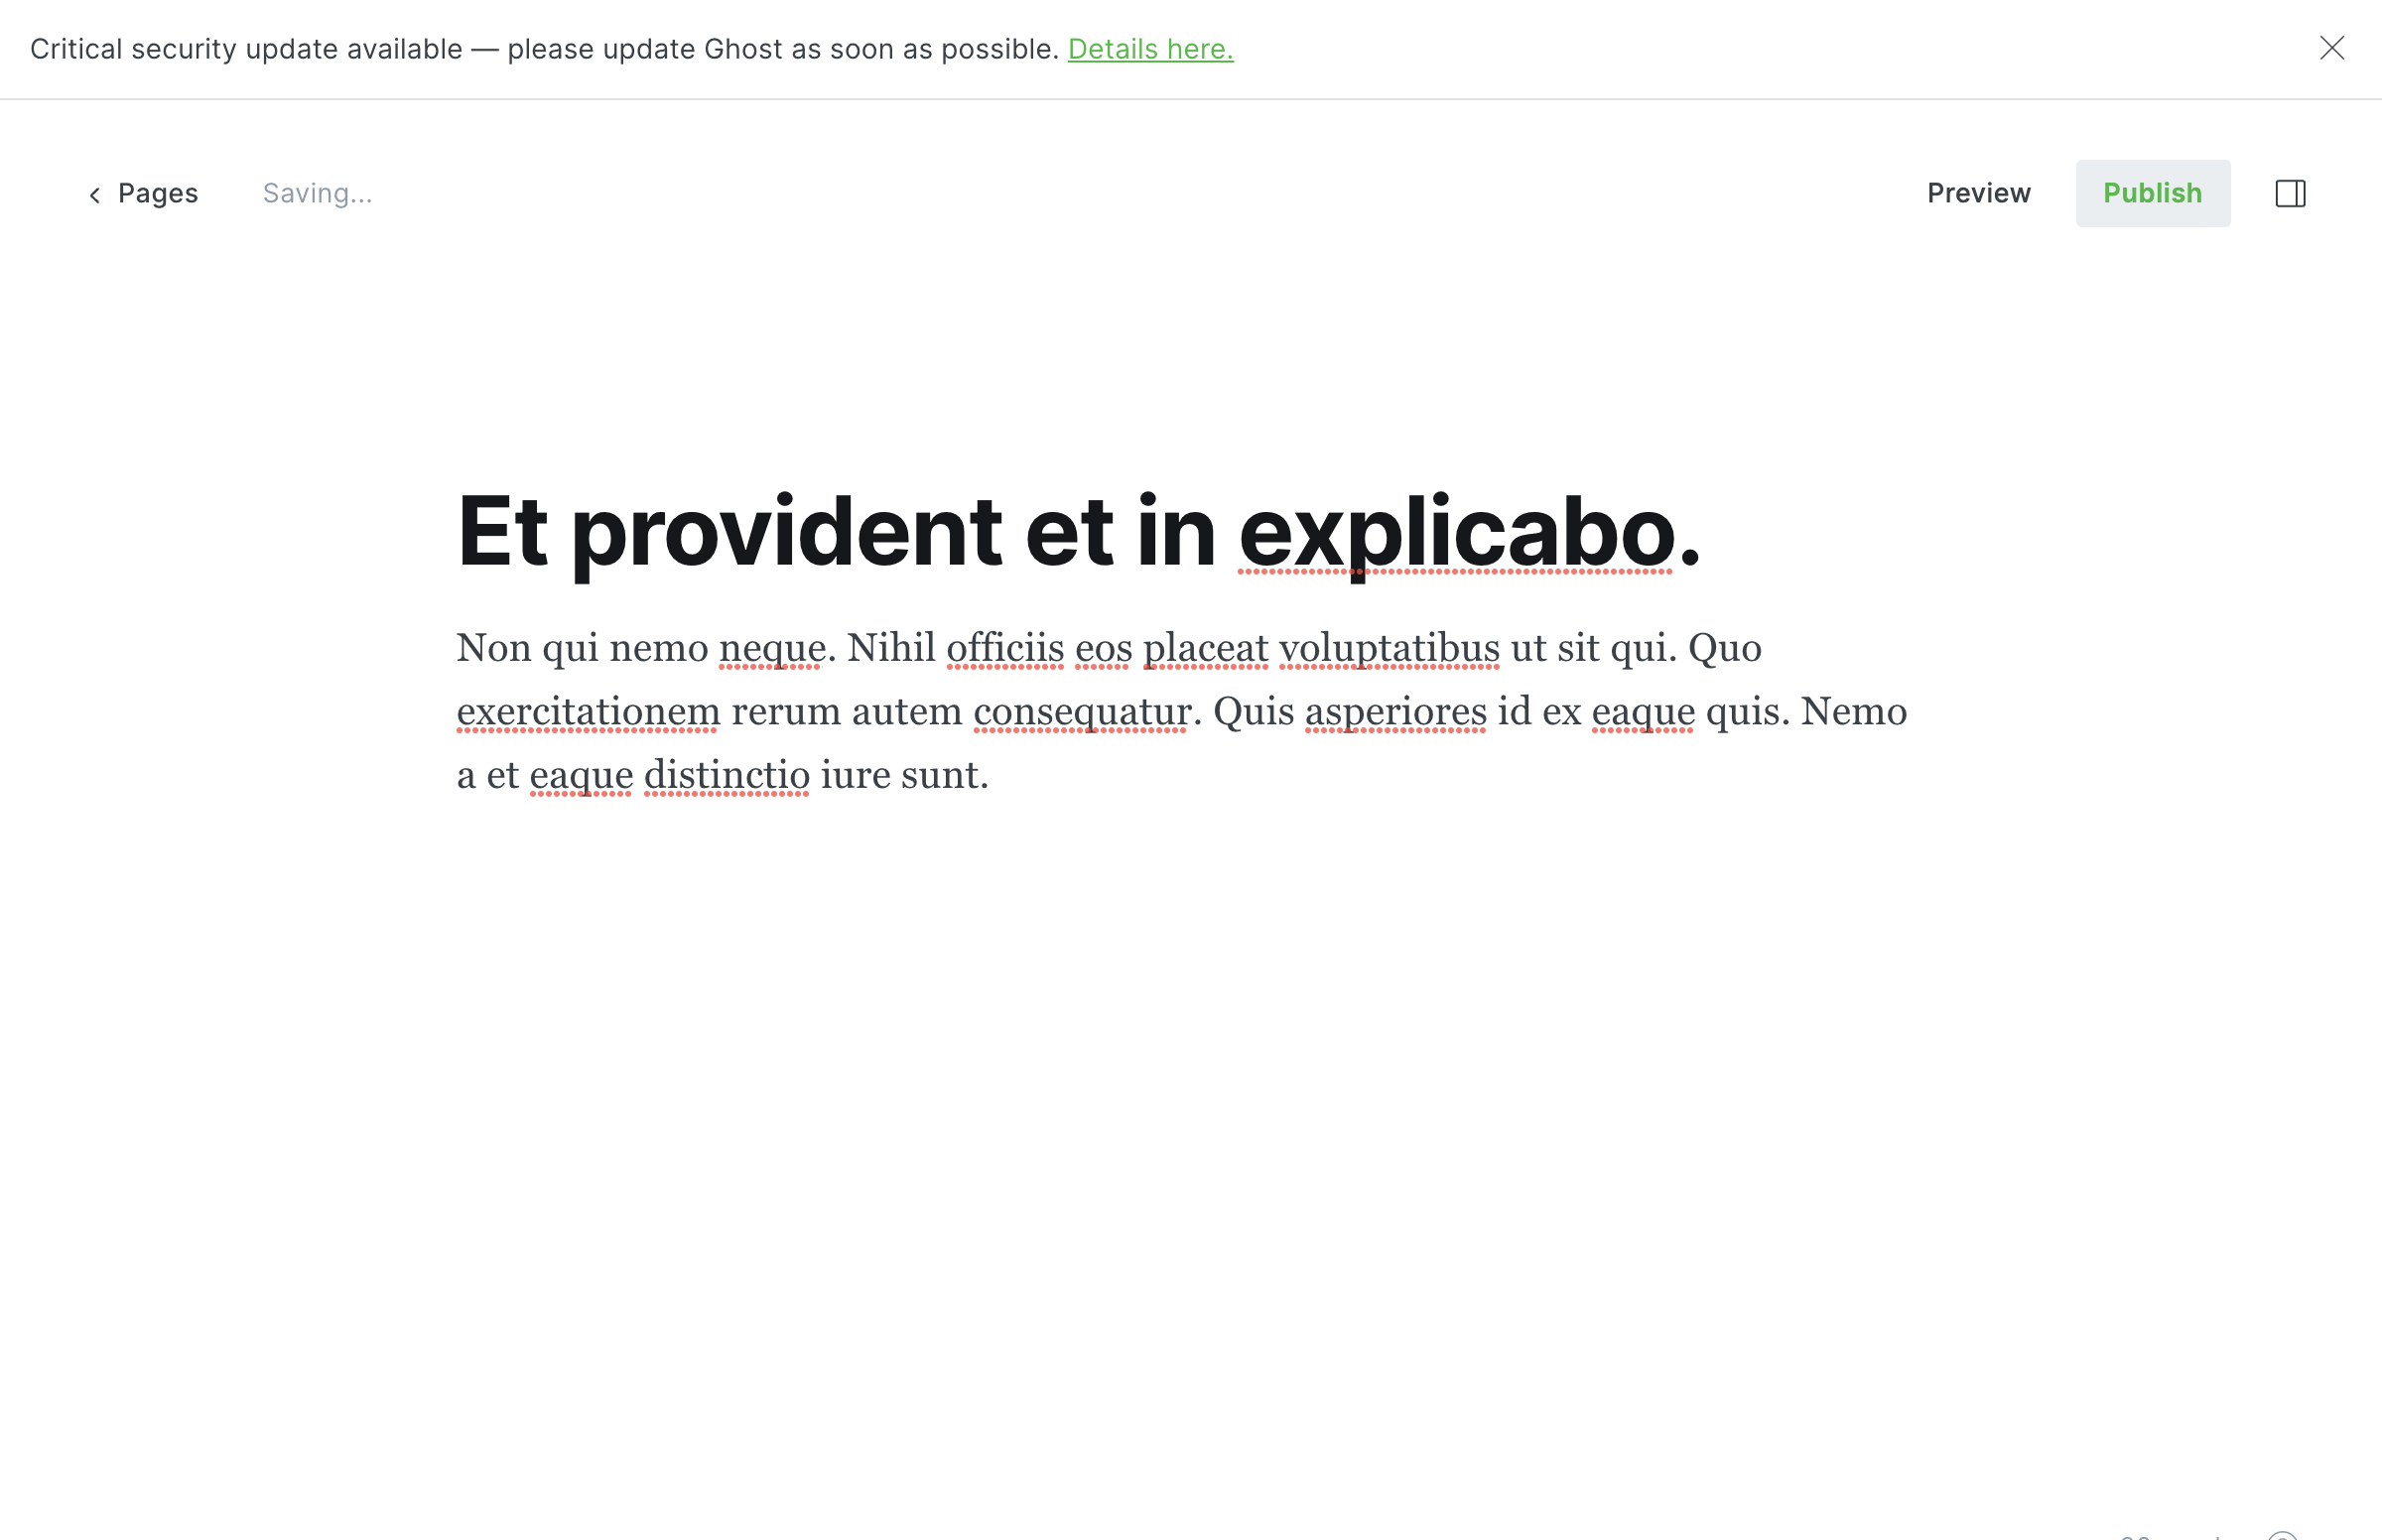 Critical security update available — please update Ghost as soon as possible. Details here.
Pages Saving... Preview Publish
Et provident et in explicabo.
Non qui nemo neque. Nihil officiis eos placeat voluptatibus ut sit qui. Quo
exercitationem rerum autem consequatur. Quis asperiores id ex eaque quis. Nemo
a et eaque distinctio iure sunt.